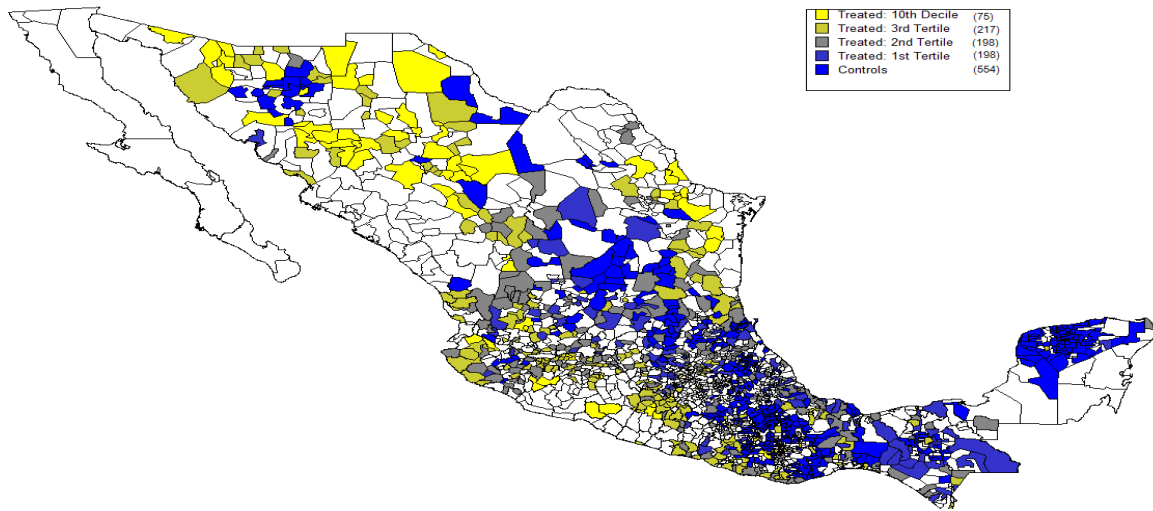 Treated: 10th Decile (75)
Treated: 3rd Tertile (217)
Treated: 2nd Tertile (198)
Treated: 1st Tertile (198)
Controls (554)